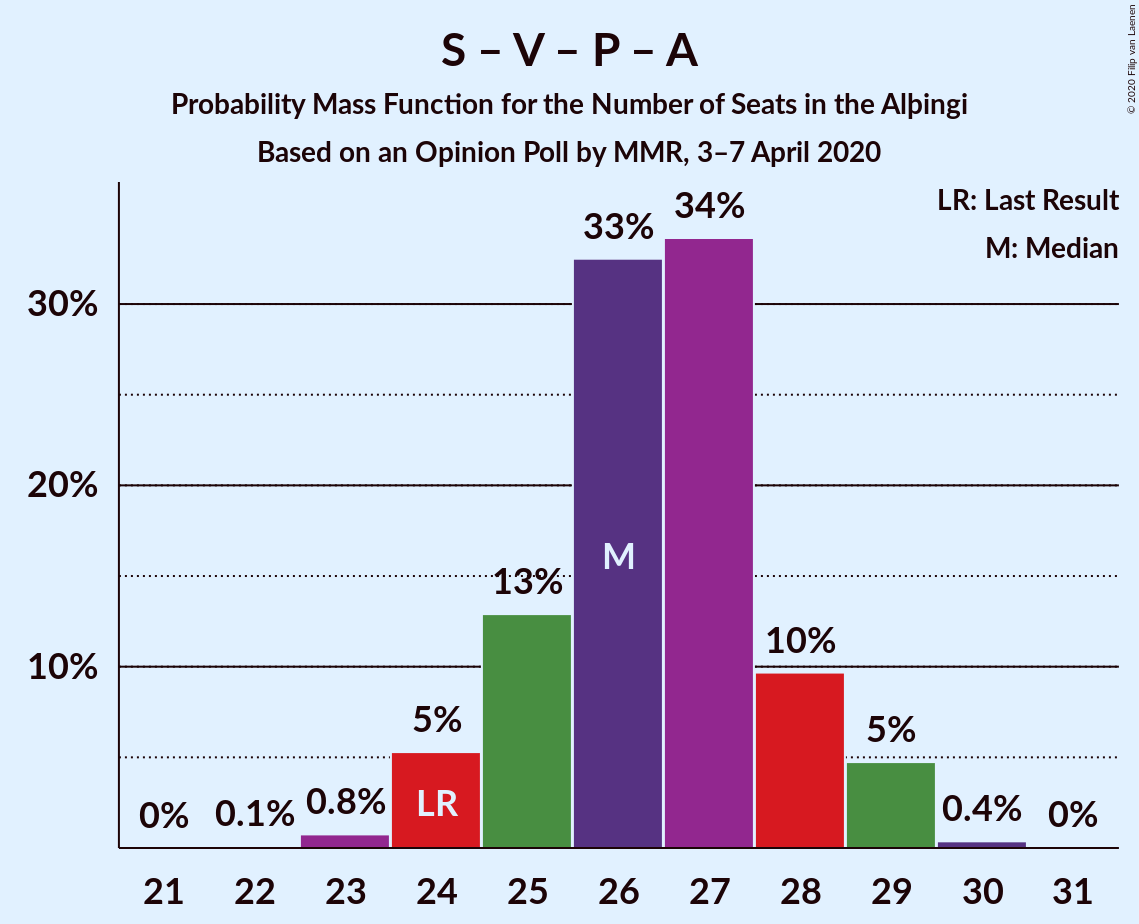 S – V – P – A
Probability Mass Function for the Number of Seats in the Alþingi
Based on an Opinion Poll by MMR, 3–7 April 2020
© 2020 Filip van Laenen
LR: Last Result
M: Median
34%
33%
30%
20%
M
13%
10%
10%
5%
5%
LR
0%
0.1%
0.8%
0.4%
0%
21 22 23 24 25 26 27 28 29 30 31